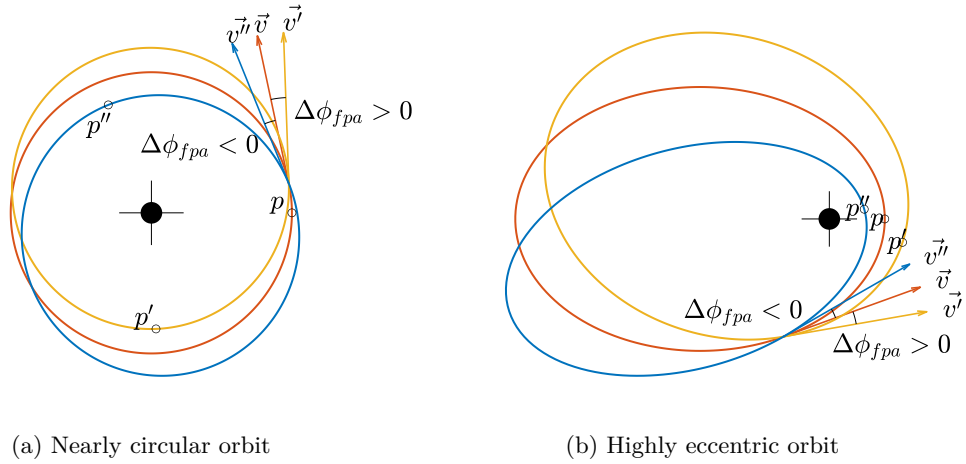 v⃗′′ v⃗ v⃗′
Δϕ_fpa > 0
Δϕ_fpa < 0
p′′
p
p′
(a) Nearly circular orbit
p′′ p
p′
v⃗′′
v⃗
v⃗′
Δϕ_fpa < 0
Δϕ_fpa > 0
(b) Highly eccentric orbit